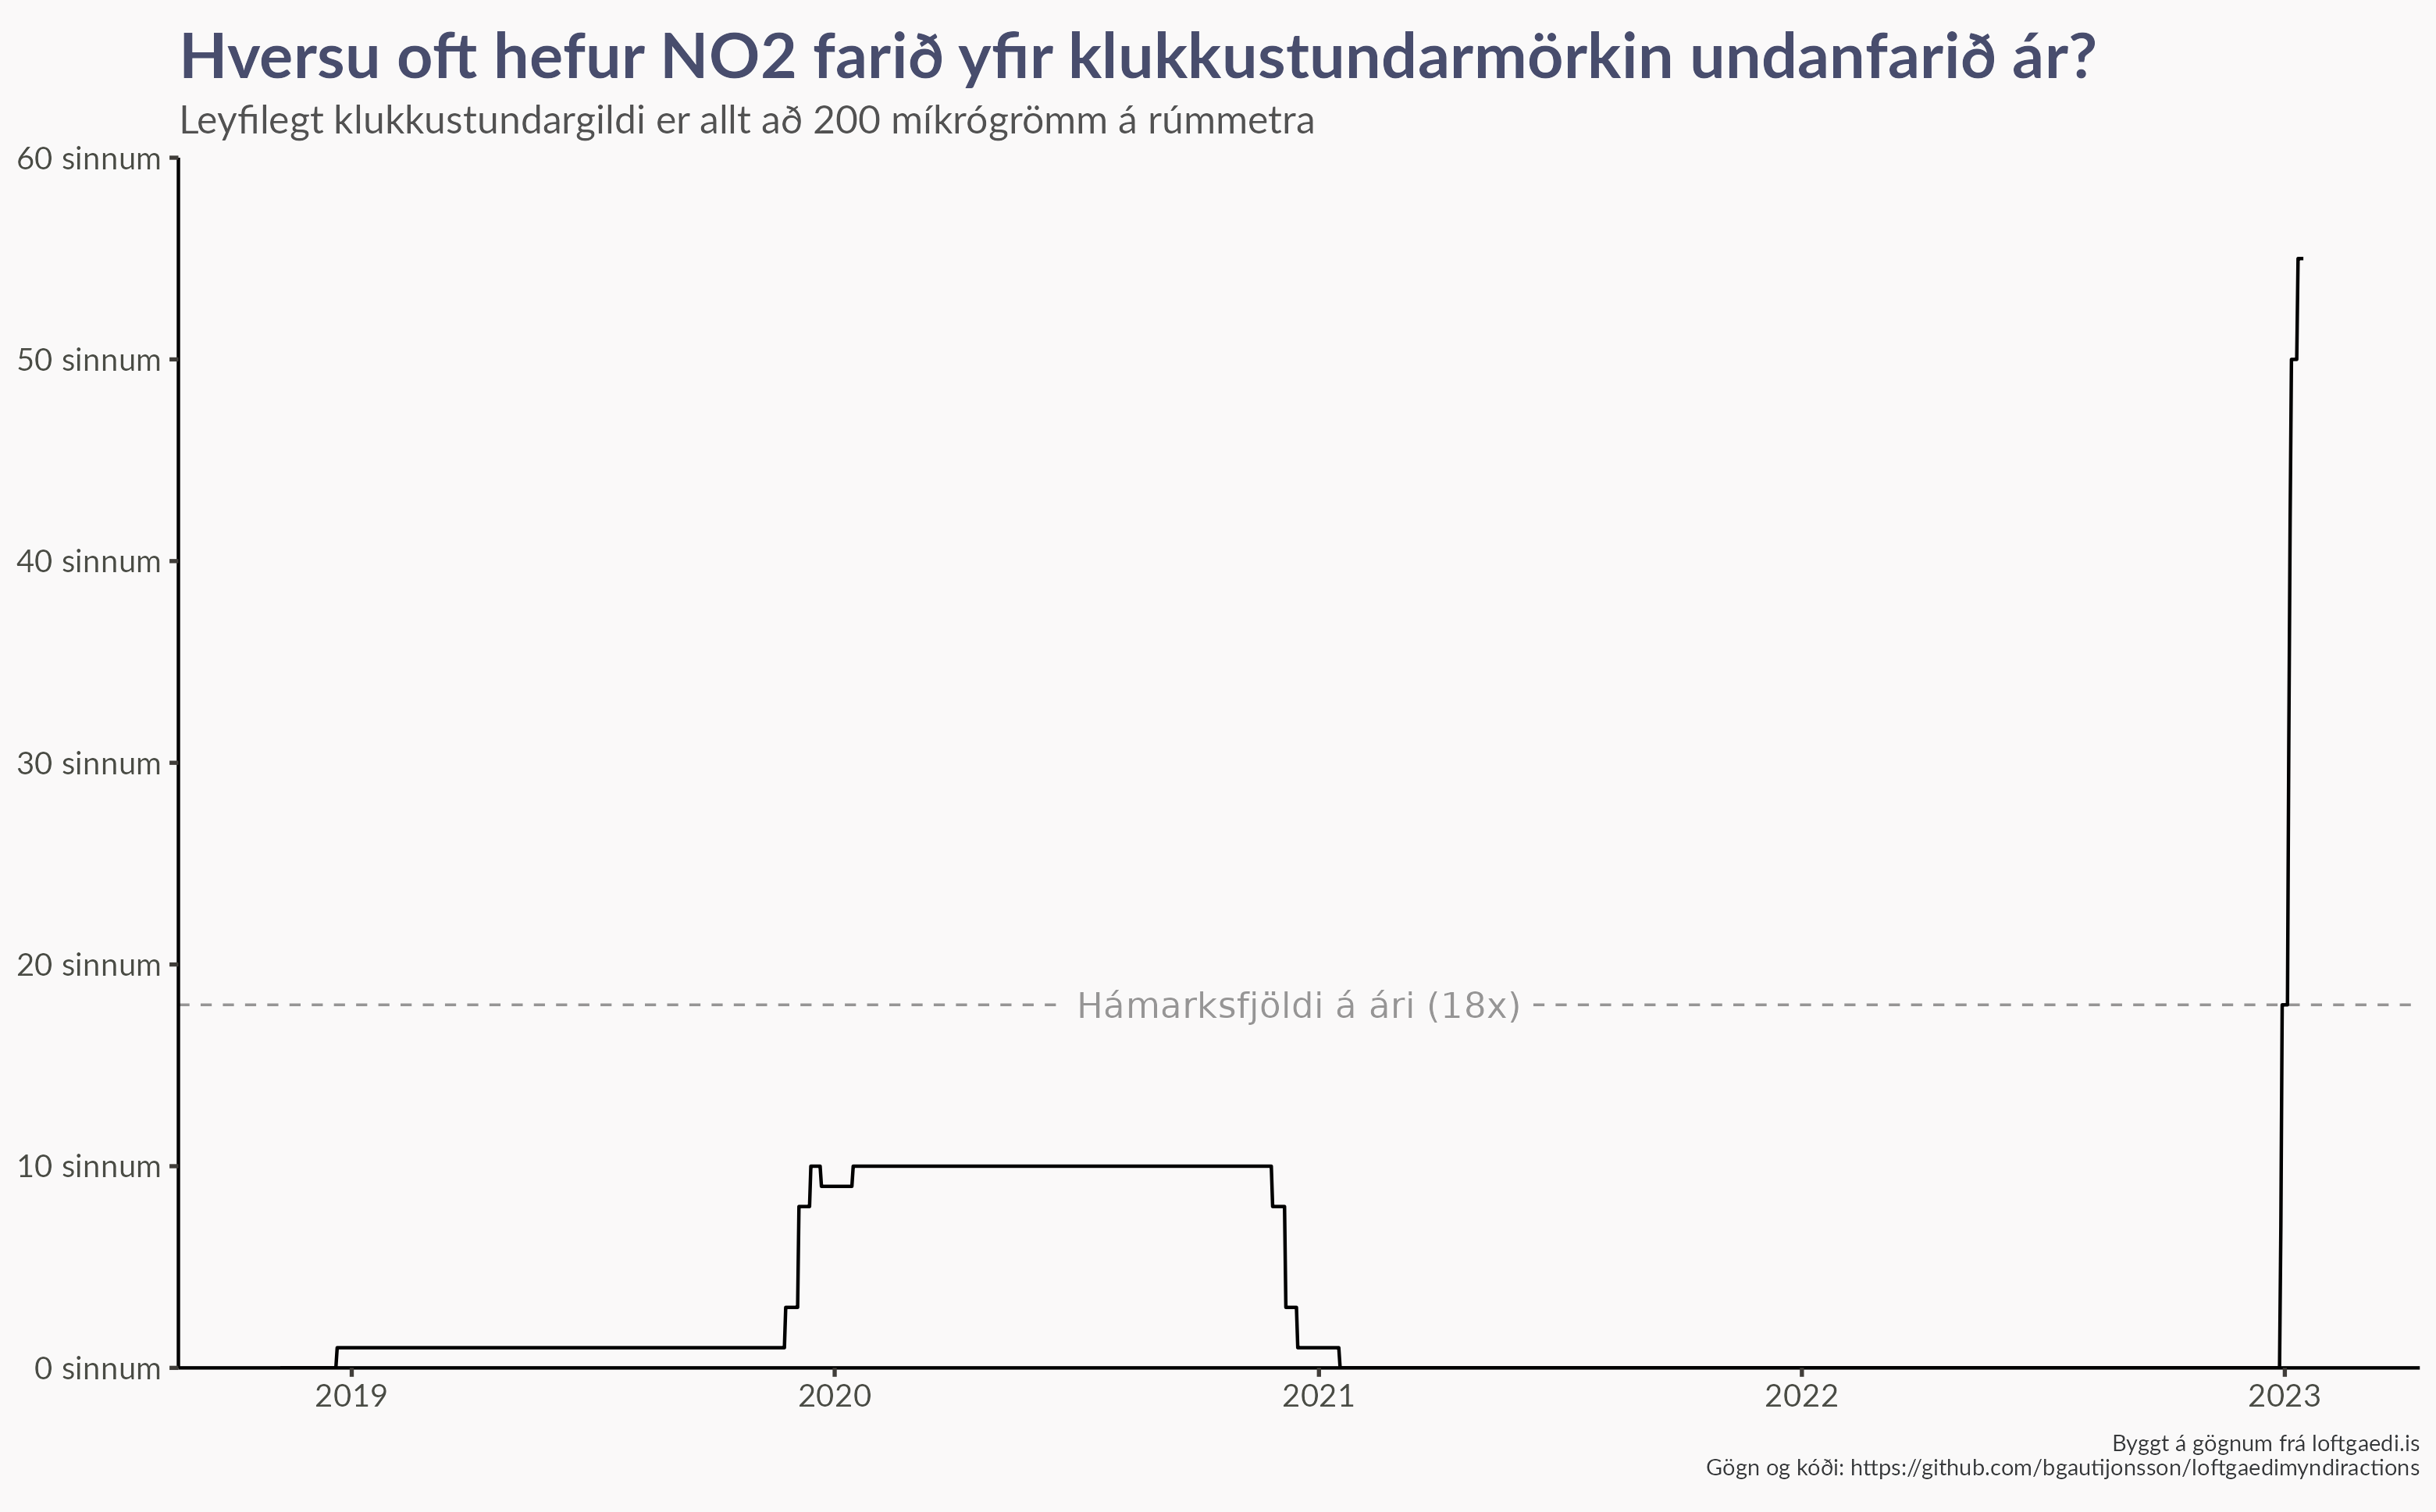 Hversu oft hefur NO2 farið yfir klukkustundarmörkin undanfarið ár?
Leyfilegt klukkustundargildi er allt að 200 míkrógrömm á rúmmetra
60 sinnum
50 sinnum
40 sinnum
30 sinnum
20 sinnum
Hámarksfjöldi á ári (18x)
10 sinnum
0 sinnum
2019 2020 2021 2022 2023
Byggt á gögnum frá loftgaedi.is
Gögn og kóði: https://github.com/bgautijonsson/loftgaedimyndiractions